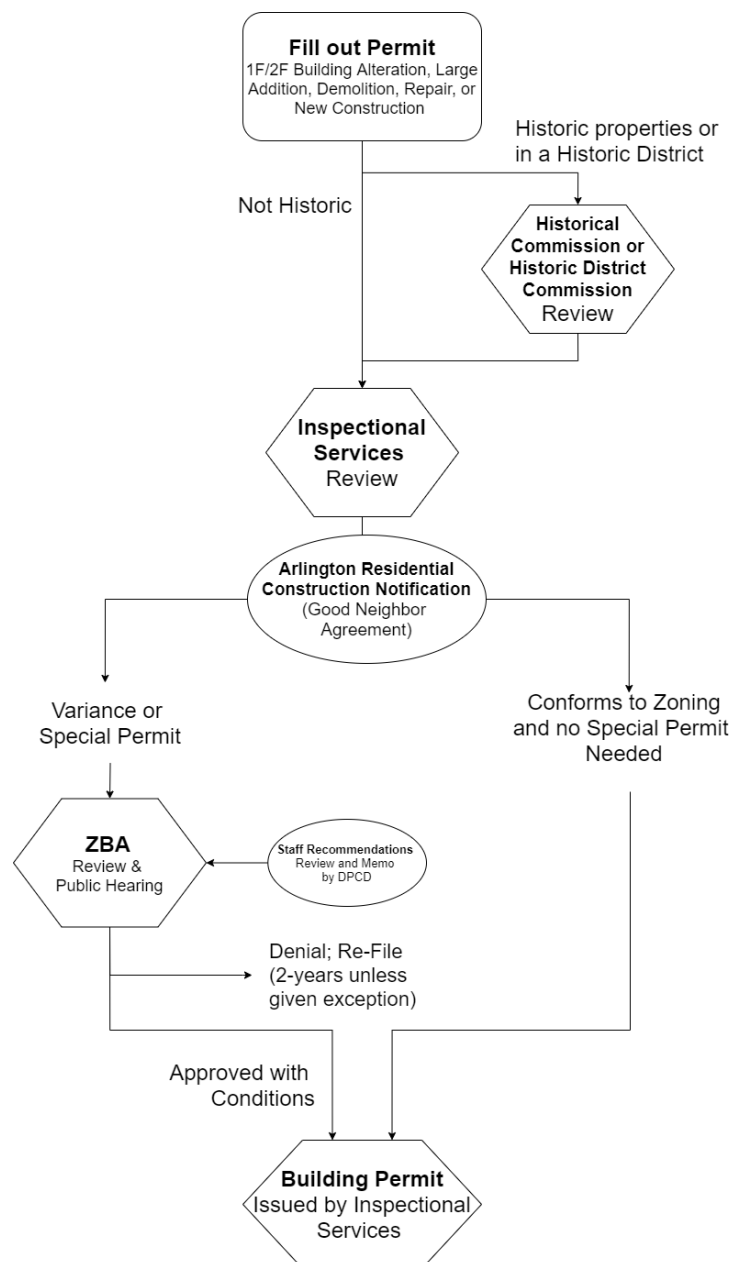 Fill out Permit
1F/2F Building Alteration, Large
Addition, Demolition, Repair, or
New Construction
Historic properties or
in a Historic District
Not Historic
Historical
Commission or
Historic District
Commission
Review
Inspectional
Services
Review
Arlington Residential
Construction Notification
(Good Neighbor
Agreement)
Variance or
Special Permit
Conforms to Zoning
and no Special Permit
Needed
ZBA
Review &
Public Hearing
Staff Recommendations
Review and Memo
by DPCD
Denial; Re-File
(2-years unless
given exception)
Approved with
Conditions
Building Permit
Issued by Inspectional
Services